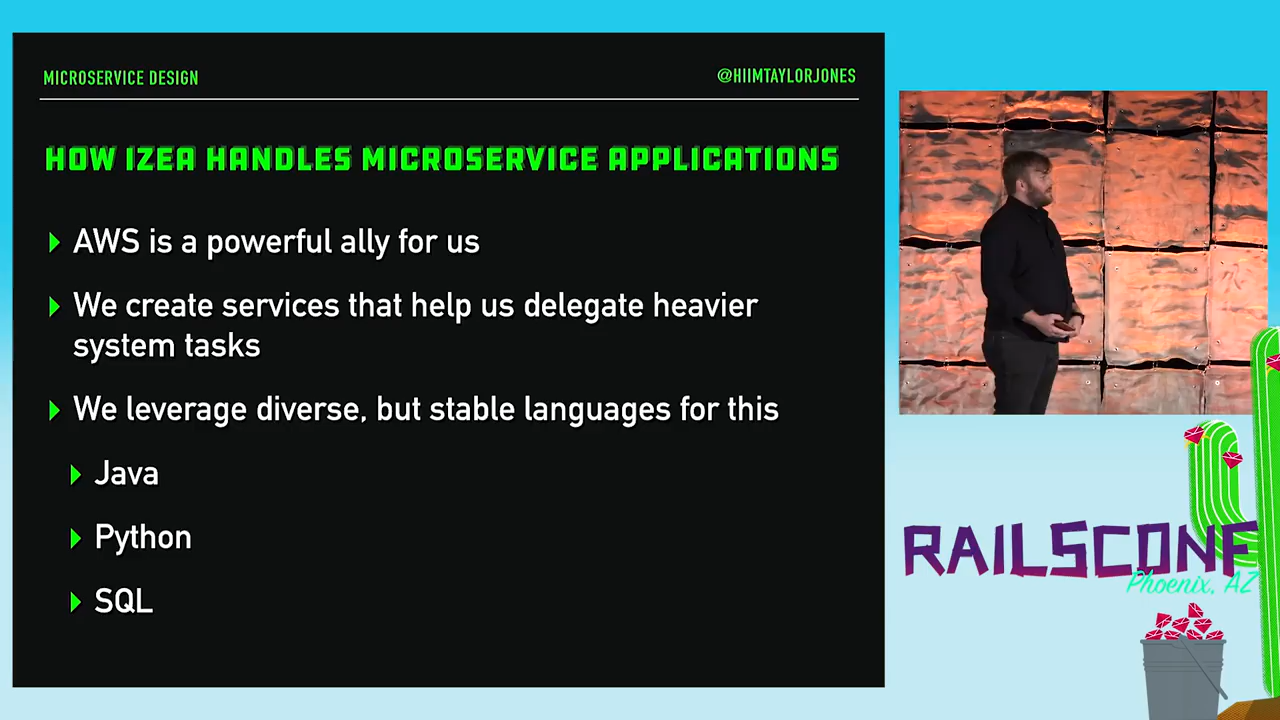 MICROSERVICE DESIGN
@HIIMTAYLORJONES
HOW IZEA HANDLES MICROSERVICE APPLICATIONS
AWS is a powerful ally for us
We create services that help us delegate heavier
system tasks
We leverage diverse, but stable languages for this
Java
Python
SQL
RAILSCONF
Phoenix, AZ